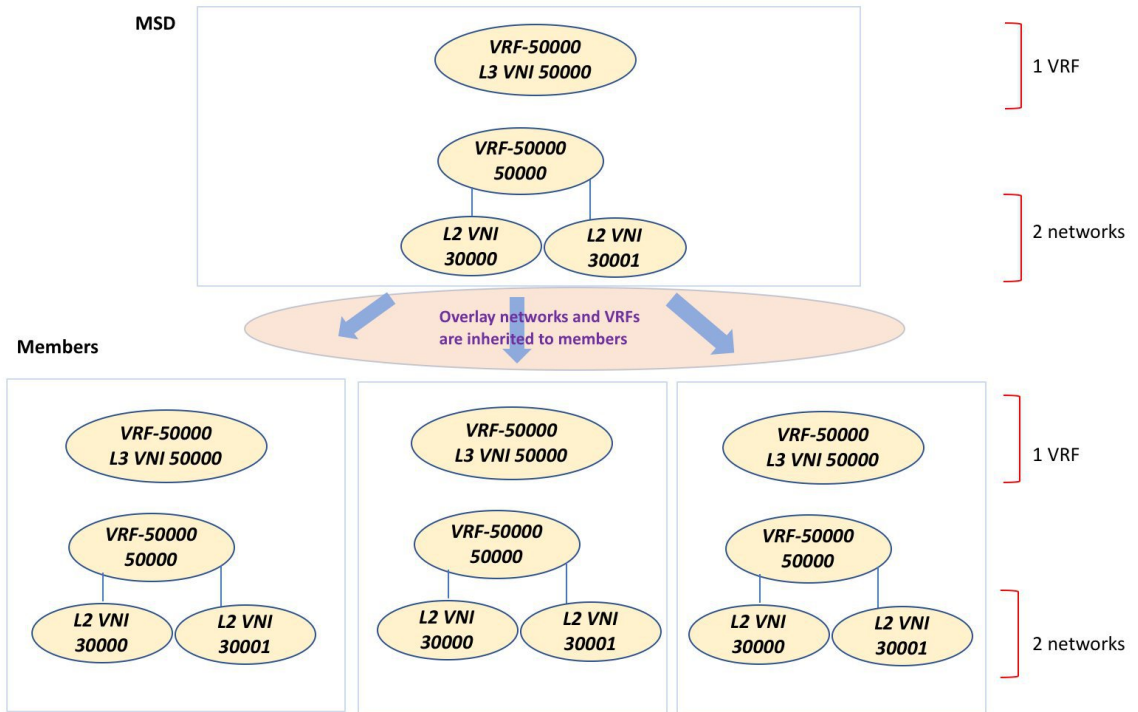 MSD
VRF-50000
L3 VNI 50000
1 VRF
VRF-50000
50000
L2 VNI
30000
L2 VNI
30001
2 networks
Overlay networks and VRFs
are inherited to members
Members
VRF-50000
L3 VNI 50000
VRF-50000
L3 VNI 50000
VRF-50000
L3 VNI 50000
1 VRF
VRF-50000
50000
VRF-50000
50000
VRF-50000
50000
L2 VNI
30000
L2 VNI
30001
L2 VNI
30000
L2 VNI
30001
L2 VNI
30000
L2 VNI
30001
2 networks